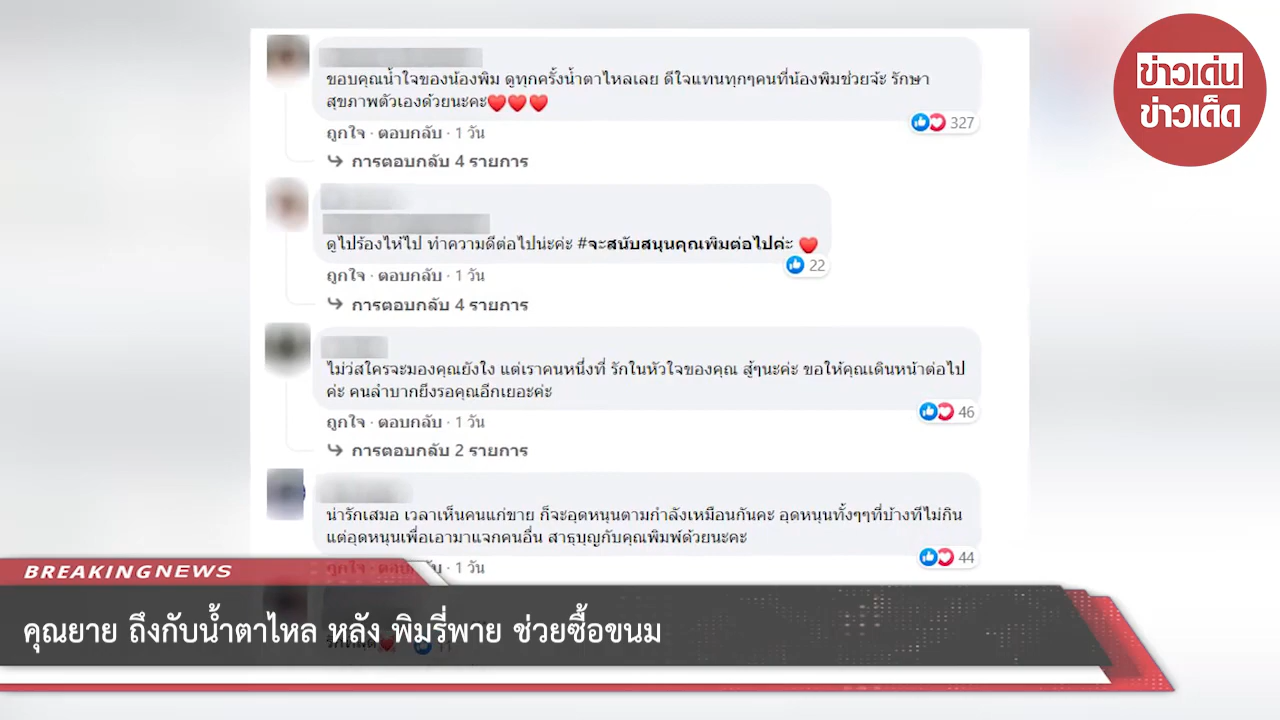 ข่าวเด่น
ข่าวเด็ด
ขอบคุณน้ำใจของน้องพิม ดูทุกครั้งน้ำตาไหลเลย ดีใจแทนทุกๆคนที่น้องพิมช่วยจ้ะ รักษา
สุขภาพตัวเองด้วยนะคะ❤️❤️❤️
327
ถูกใจ · ตอบกลับ · 1 วัน
การตอบกลับ 4 รายการ
ดูไปร้องไห้ไป ทำความดีต่อไปน่ะค่ะ #จะสนับสนุนคุณพิมต่อไปค่ะ ❤️
22
ถูกใจ · ตอบกลับ · 1 วัน
การตอบกลับ 4 รายการ
ไม่ว่สใครจะมองคุณยังใง แต่เราคนหนึ่งที่ รักในหัวใจของคุณ สู้ๆนะค่ะ ขอให้คุณเดินหน้าต่อไป
ค่ะ คนลำบากยึงรอคุณอีกเยอะค่ะ
46
ถูกใจ · ตอบกลับ · 1 วัน
การตอบกลับ 2 รายการ
น่ารักเสมอ เวลาเห็นคนแก่ขาย ก็จะอุดหนุนตามกำลังเหมือนกันคะ อุดหนุนทั้งๆๆที่บ้างทีไม่กิน
แต่อุดหนุนเพื่อเอามาแจกคนอื่น สาธุบุญกับคุณพิมพ์ด้วยนะคะ
44
ถูกใจ · ตอบกลับ · 1 วัน
BREAKINGNEWS
คุณยาย ถึงกับน้ำตาไหล หลัง พิมรี่พาย ช่วยซื้อขนม